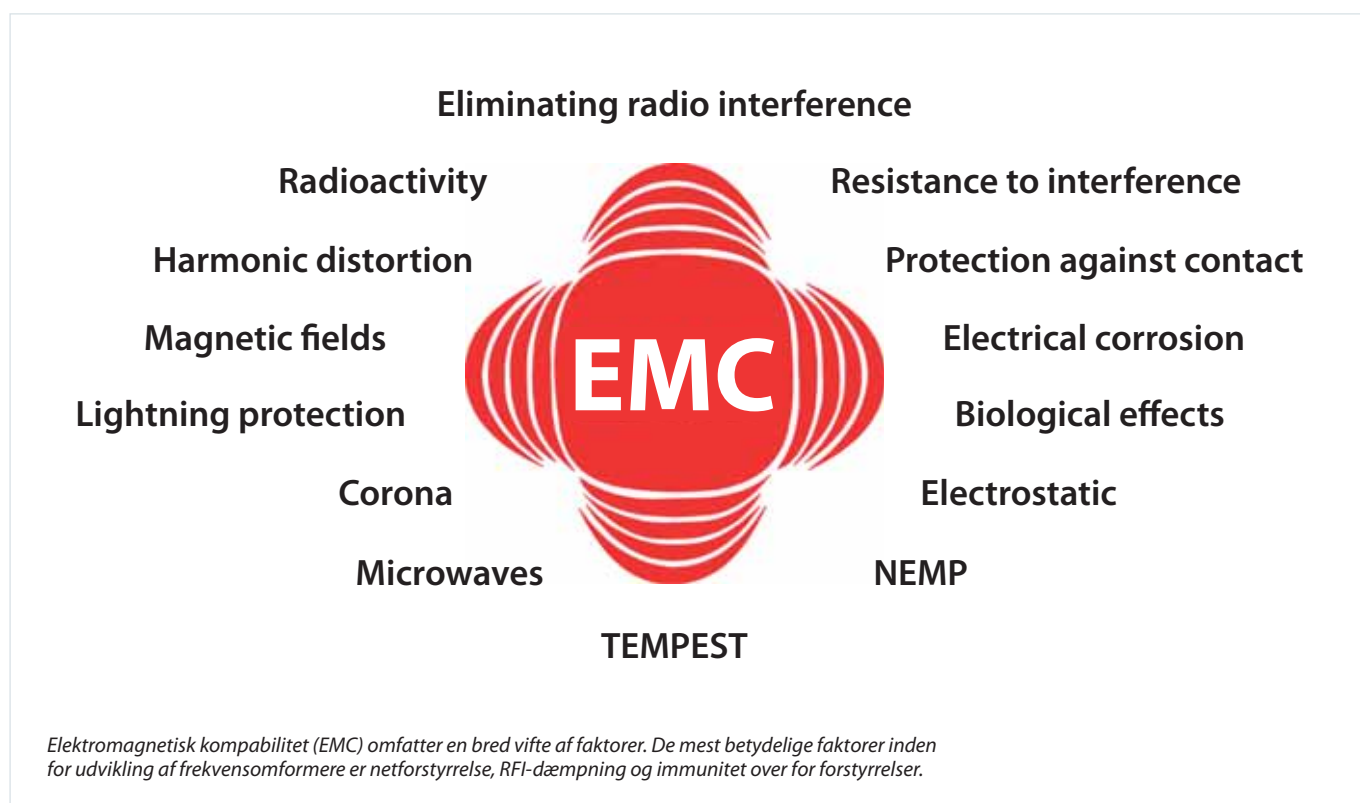 Eliminating radio interference
Radioactivity
Resistance to interference
Harmonic distortion
Protection against contact
Magnetic fields
Electrical corrosion
EMC
Lightning protection
Biological effects
Corona
Electrostatic
Microwaves
NEMP
TEMPEST
Elektromagnetisk kompabilitet (EMC) omfatter en bred vifte af faktorer. De mest betydelige faktorer inden
for udvikling af frekvensomformere er netforstyrrelse, RFI-dæmpning og immunitet over for forstyrrelser.